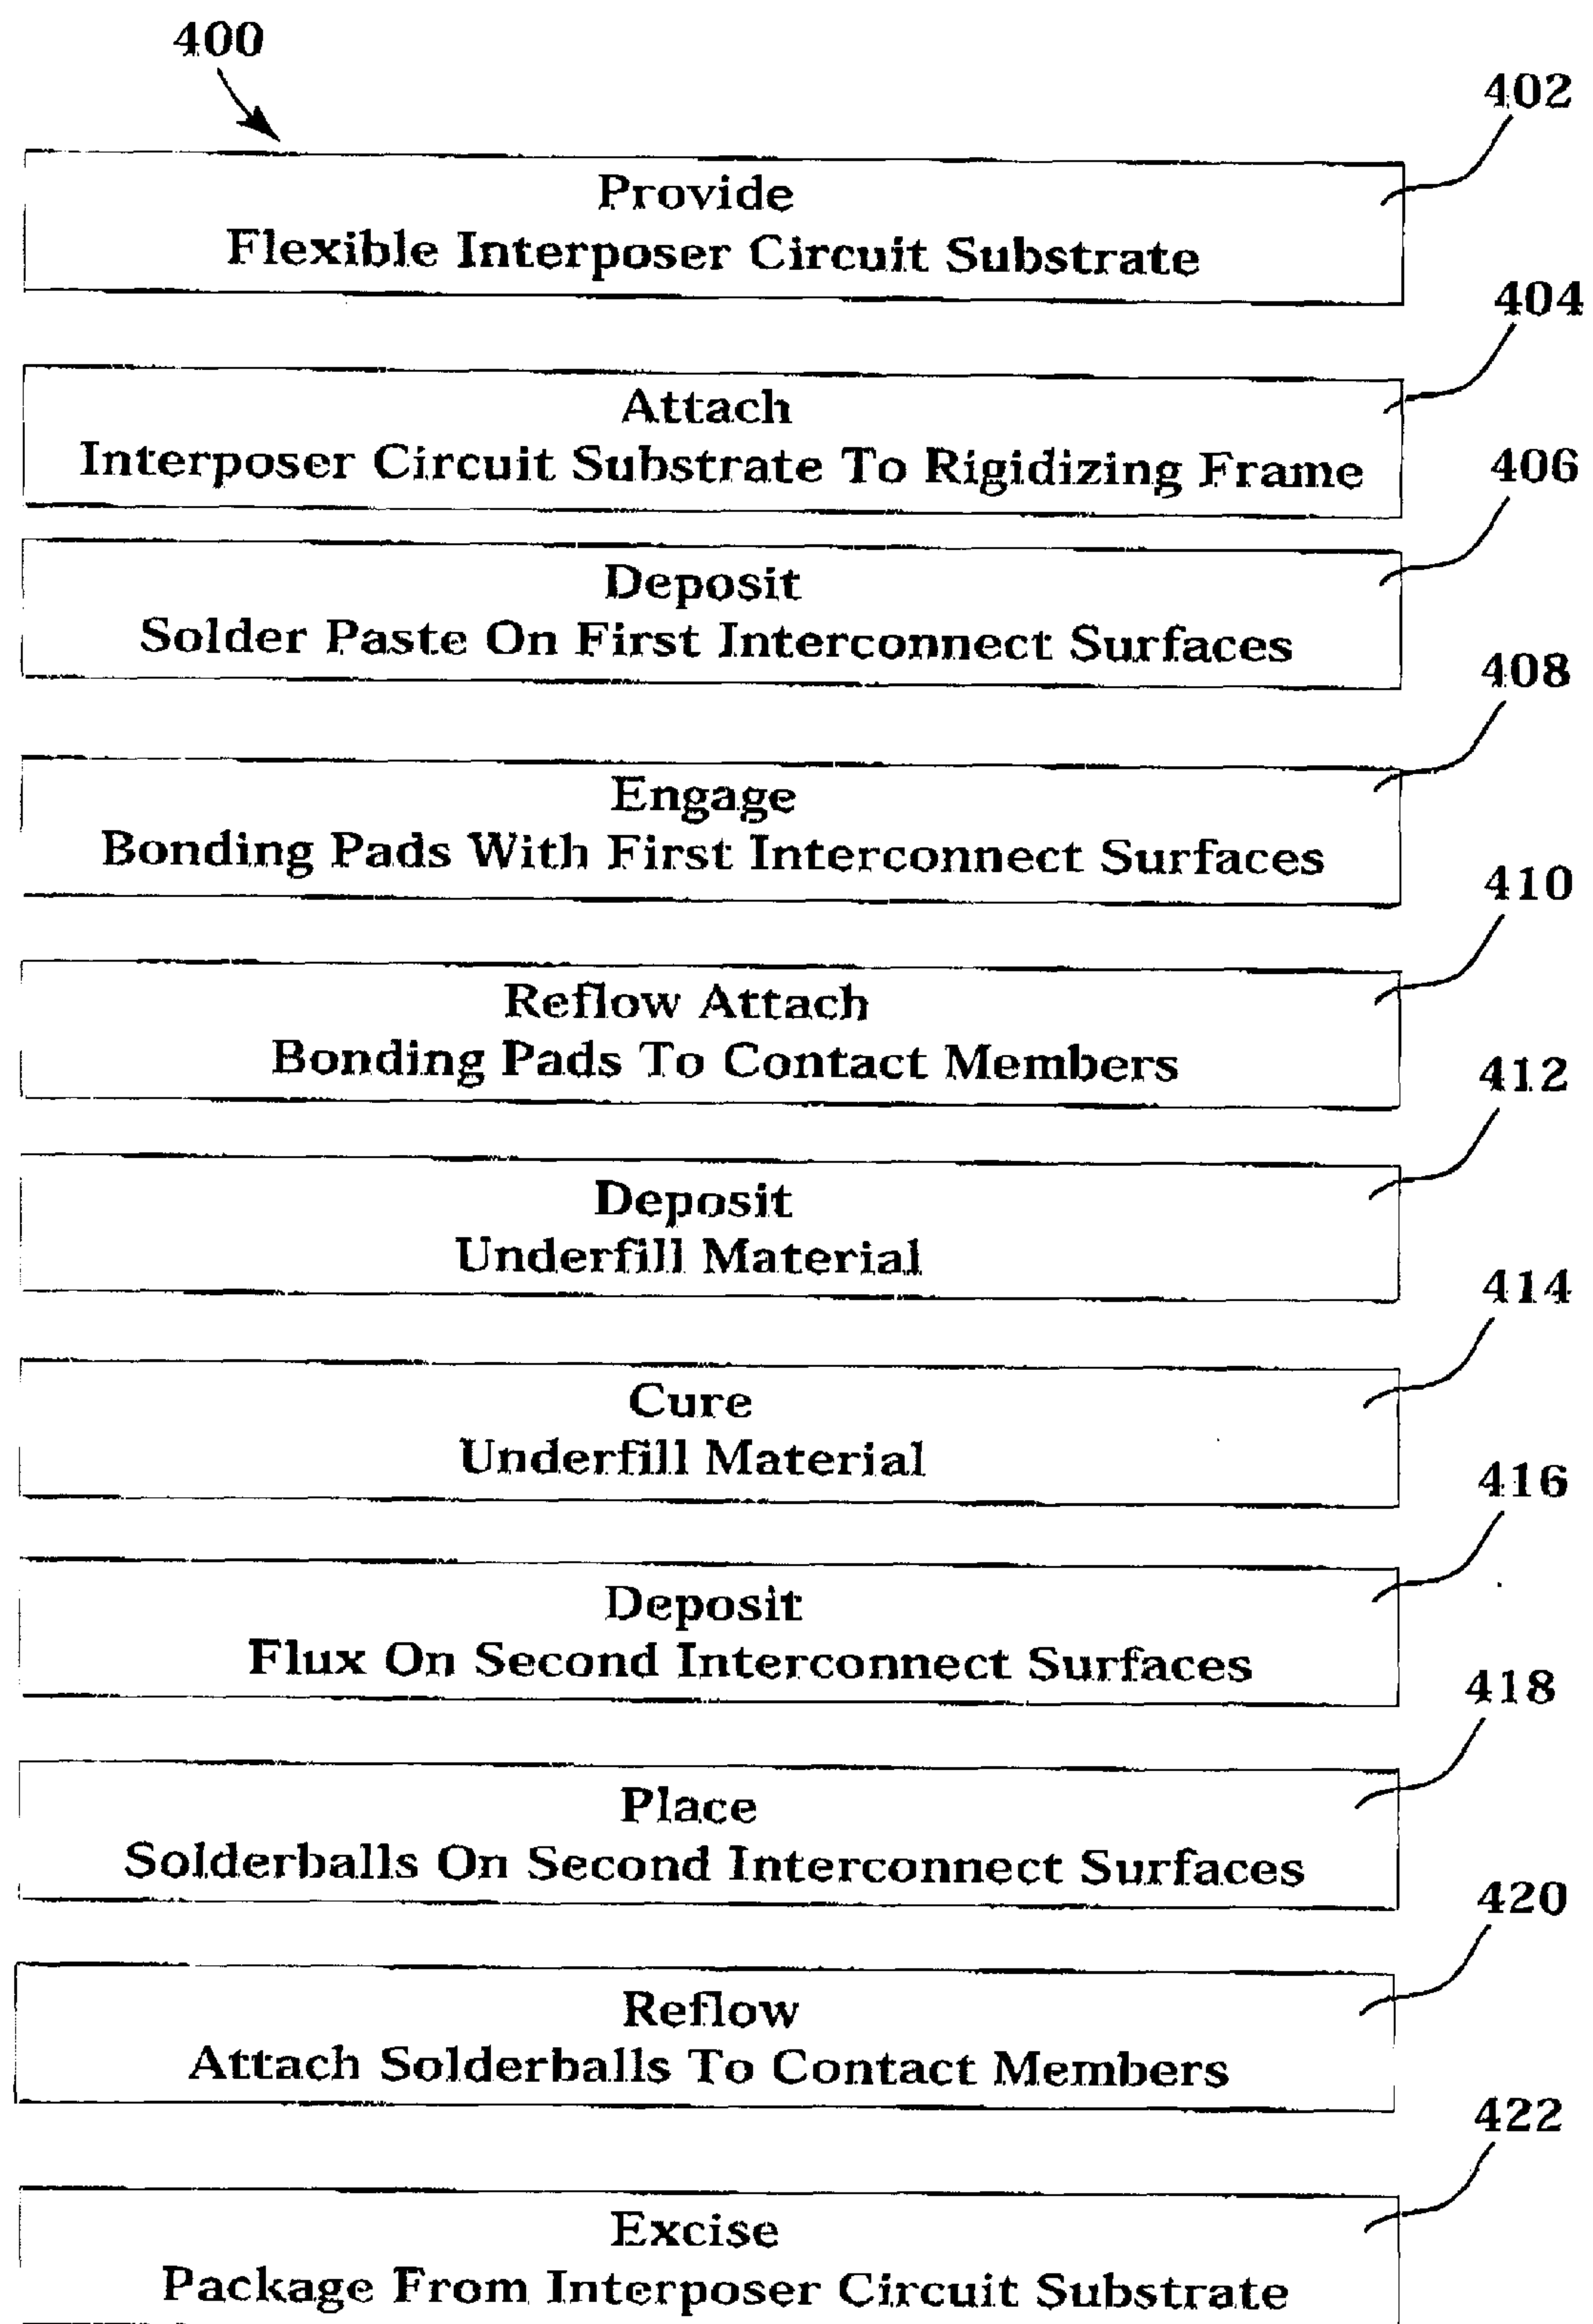 400
402
Provide
Flexible Interposer Circuit Substrate
404
Attach
Interposer Circuit Substrate To Rigidizing Frame
406
Deposit
Solder Paste On First Interconnect Surfaces
408
Engage
Bonding Pads With First Interconnect Surfaces
410
Reflow Attach
Bonding Pads To Contact Members
412
Deposit
Underfill Material
414
Cure
Underfill Material
416
Deposit
Flux On Second Interconnect Surfaces
418
Place
Solderballs On Second Interconnect Surfaces
420
Reflow
Attach Solderballs To Contact Members
422
Excise
Package From Interposer Circuit Substrate